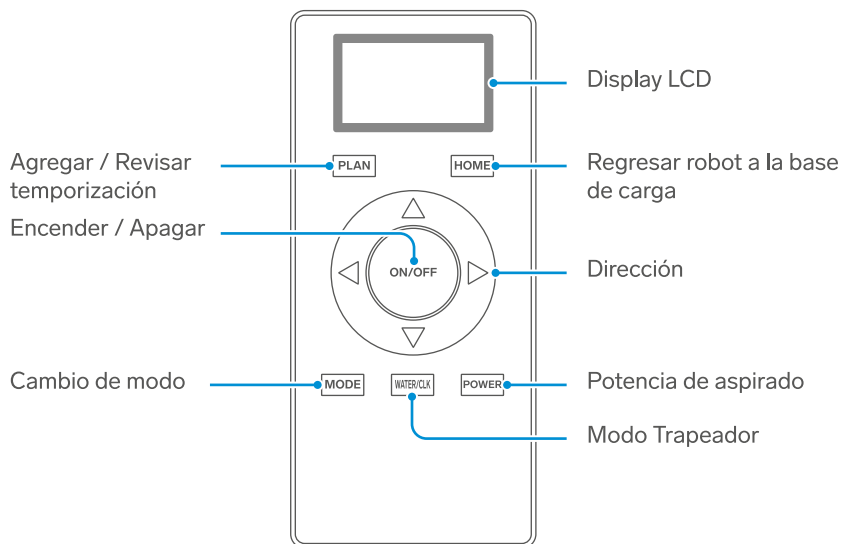 Display LCD
Agregar / Revisar
temporización
PLAN
HOME
Regresar robot a la base
de carga
Encender / Apagar
ON/OFF
Dirección
Cambio de modo
MODE
WATER/CLK
POWER
Potencia de aspirado
Modo Trapeador